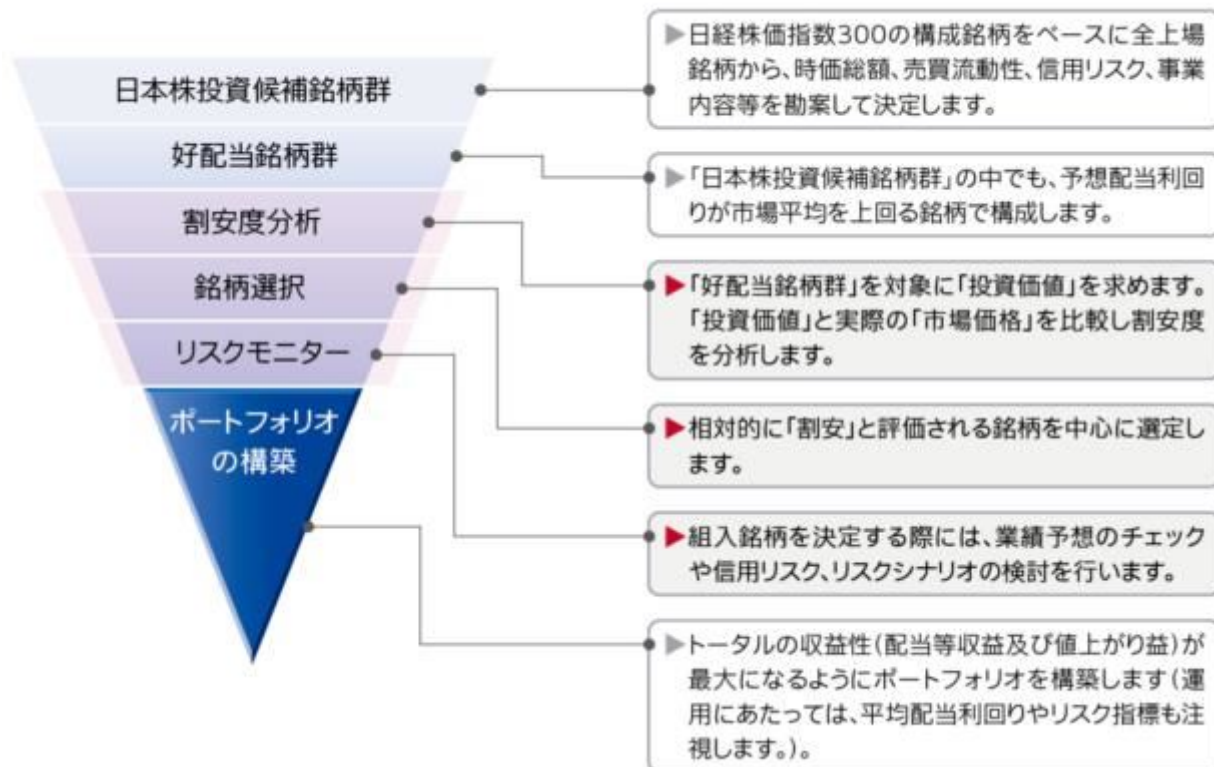 日本株投資候補銘柄群
▶日経株価指数300の構成銘柄をベースに全上場
銘柄から、時価総額、売買流動性、信用リスク、事業
内容等を勘案して決定します。
好配当銘柄群
▶「日本株投資候補銘柄群」の中でも、予想配当利回
りが市場平均を上回る銘柄で構成します。
割安度分析
▶「好配当銘柄群」を対象に「投資価値」を求めます。
「投資価値」と実際の「市場価格」を比較し割安度
を分析します。
銘柄選択
▶相対的に「割安」と評価される銘柄を中心に選定し
ます。
リスクモニター
▶組入銘柄を決定する際には、業績予想のチェック
や信用リスク、リスクシナリオの検討を行います。
ポートフォリオ
の構築
▶トータルの収益性(配当等収益及び値上がり益)が
最大になるようにポートフォリオを構築します(運
用にあたっては、平均配当利回りやリスク指標も注
視します。)。